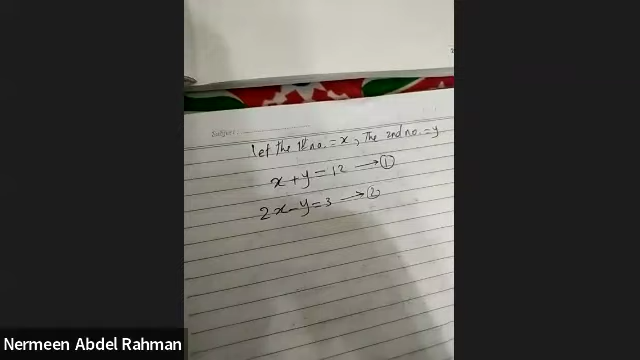 Subject:
Let the 1st no. = x, The 2nd no. = y
x + y = 12 → ①
2x - y = 3 → ②
Nermeen Abdel Rahman